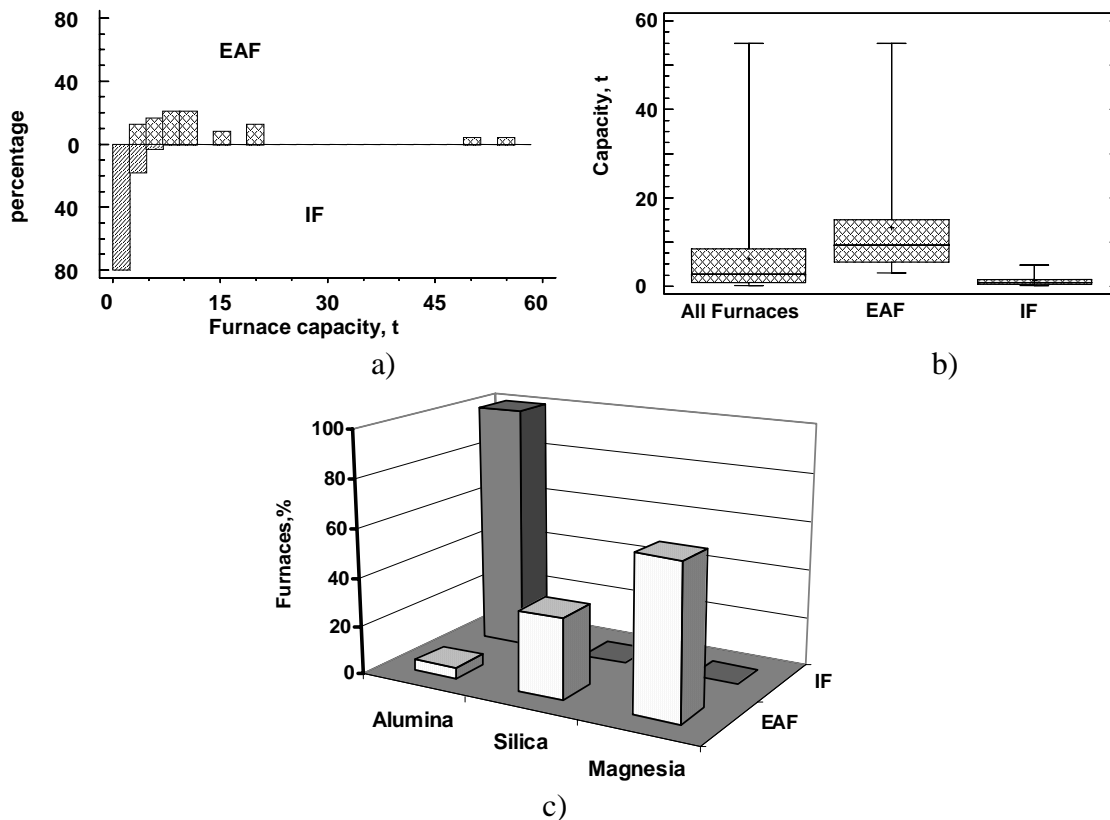 80
EAF
40
0
percentage
40
IF
80
0 15 30 45 60
Furnace capacity, t
a)
60
40
20
0
Capacity, t
All Furnaces EAF IF
b)
100
80
60
40
20
0
Furnaces,%
Alumina
Silica
Magnesia
EAF
IF
c)